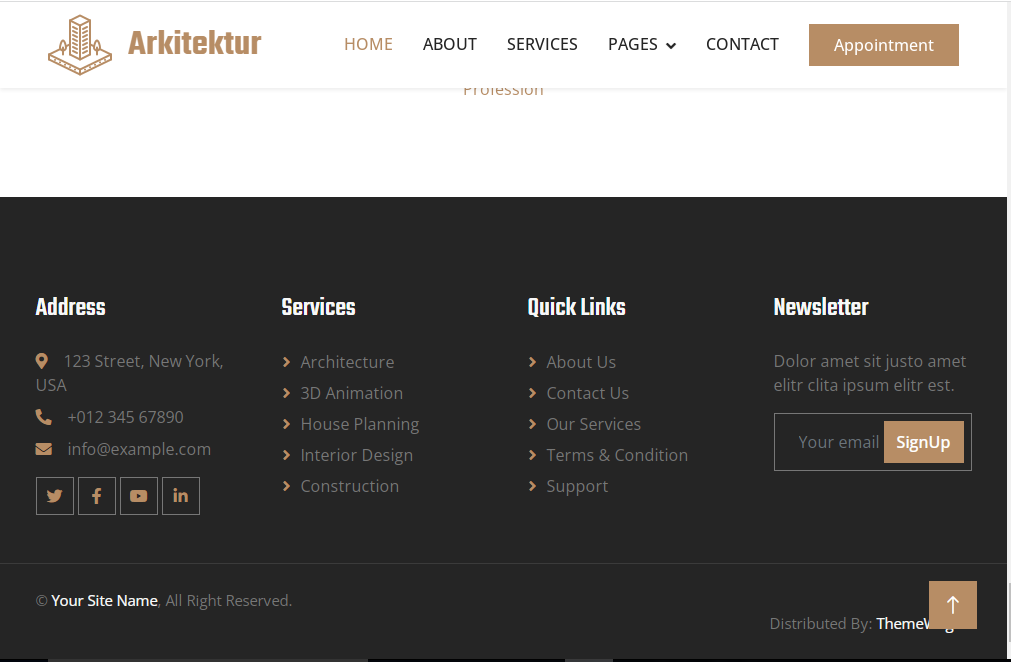 Arkitektur
HOME ABOUT SERVICES PAGES CONTACT Appointment
Profession
Address
123 Street, New York,
USA
+012 345 67890
info@example.com
Services
Architecture
3D Animation
House Planning
Interior Design
Construction
Quick Links
About Us
Contact Us
Our Services
Terms & Condition
Support
Newsletter
Dolor amet sit justo amet
elitr clita ipsum elitr est.
Your email SignUp
© Your Site Name, All Right Reserved.
Distributed By: